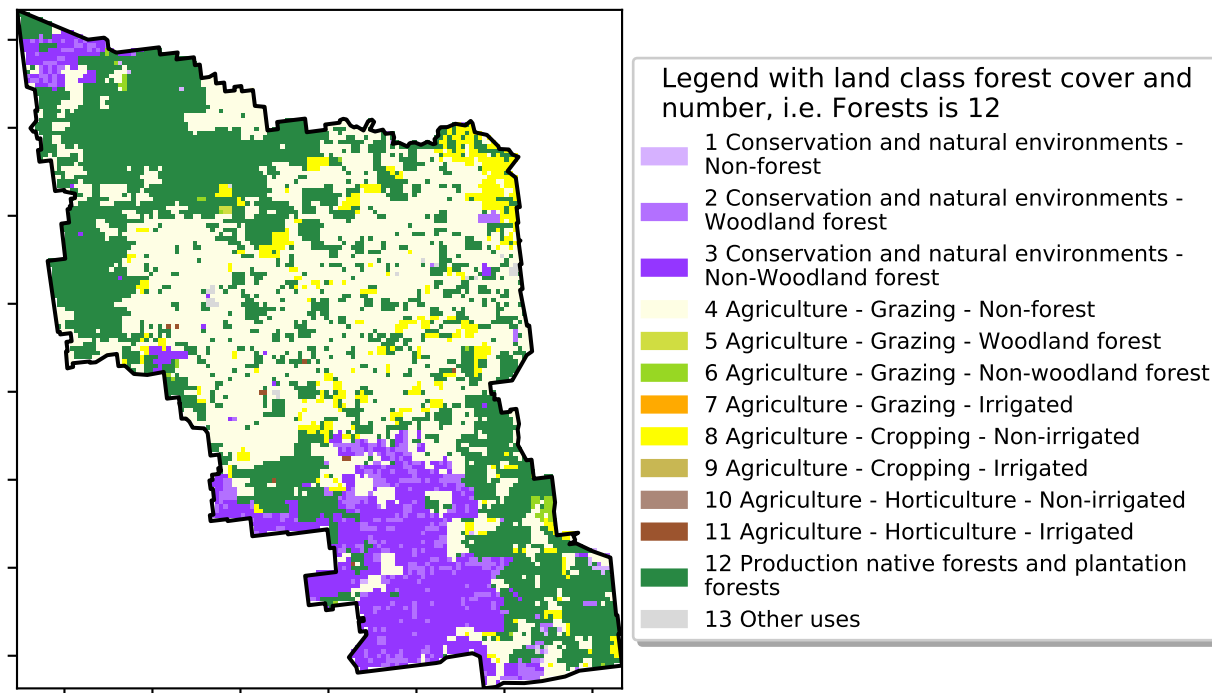 Legend with land class forest cover and
number, i.e. Forests is 12
1 Conservation and natural environments -
Non-forest
2 Conservation and natural environments -
Woodland forest
3 Conservation and natural environments -
Non-Woodland forest
4 Agriculture - Grazing - Non-forest
5 Agriculture - Grazing - Woodland forest
6 Agriculture - Grazing - Non-woodland forest
7 Agriculture - Grazing - Irrigated
8 Agriculture - Cropping - Non-irrigated
9 Agriculture - Cropping - Irrigated
10 Agriculture - Horticulture - Non-irrigated
11 Agriculture - Horticulture - Irrigated
12 Production native forests and plantation
forests
13 Other uses